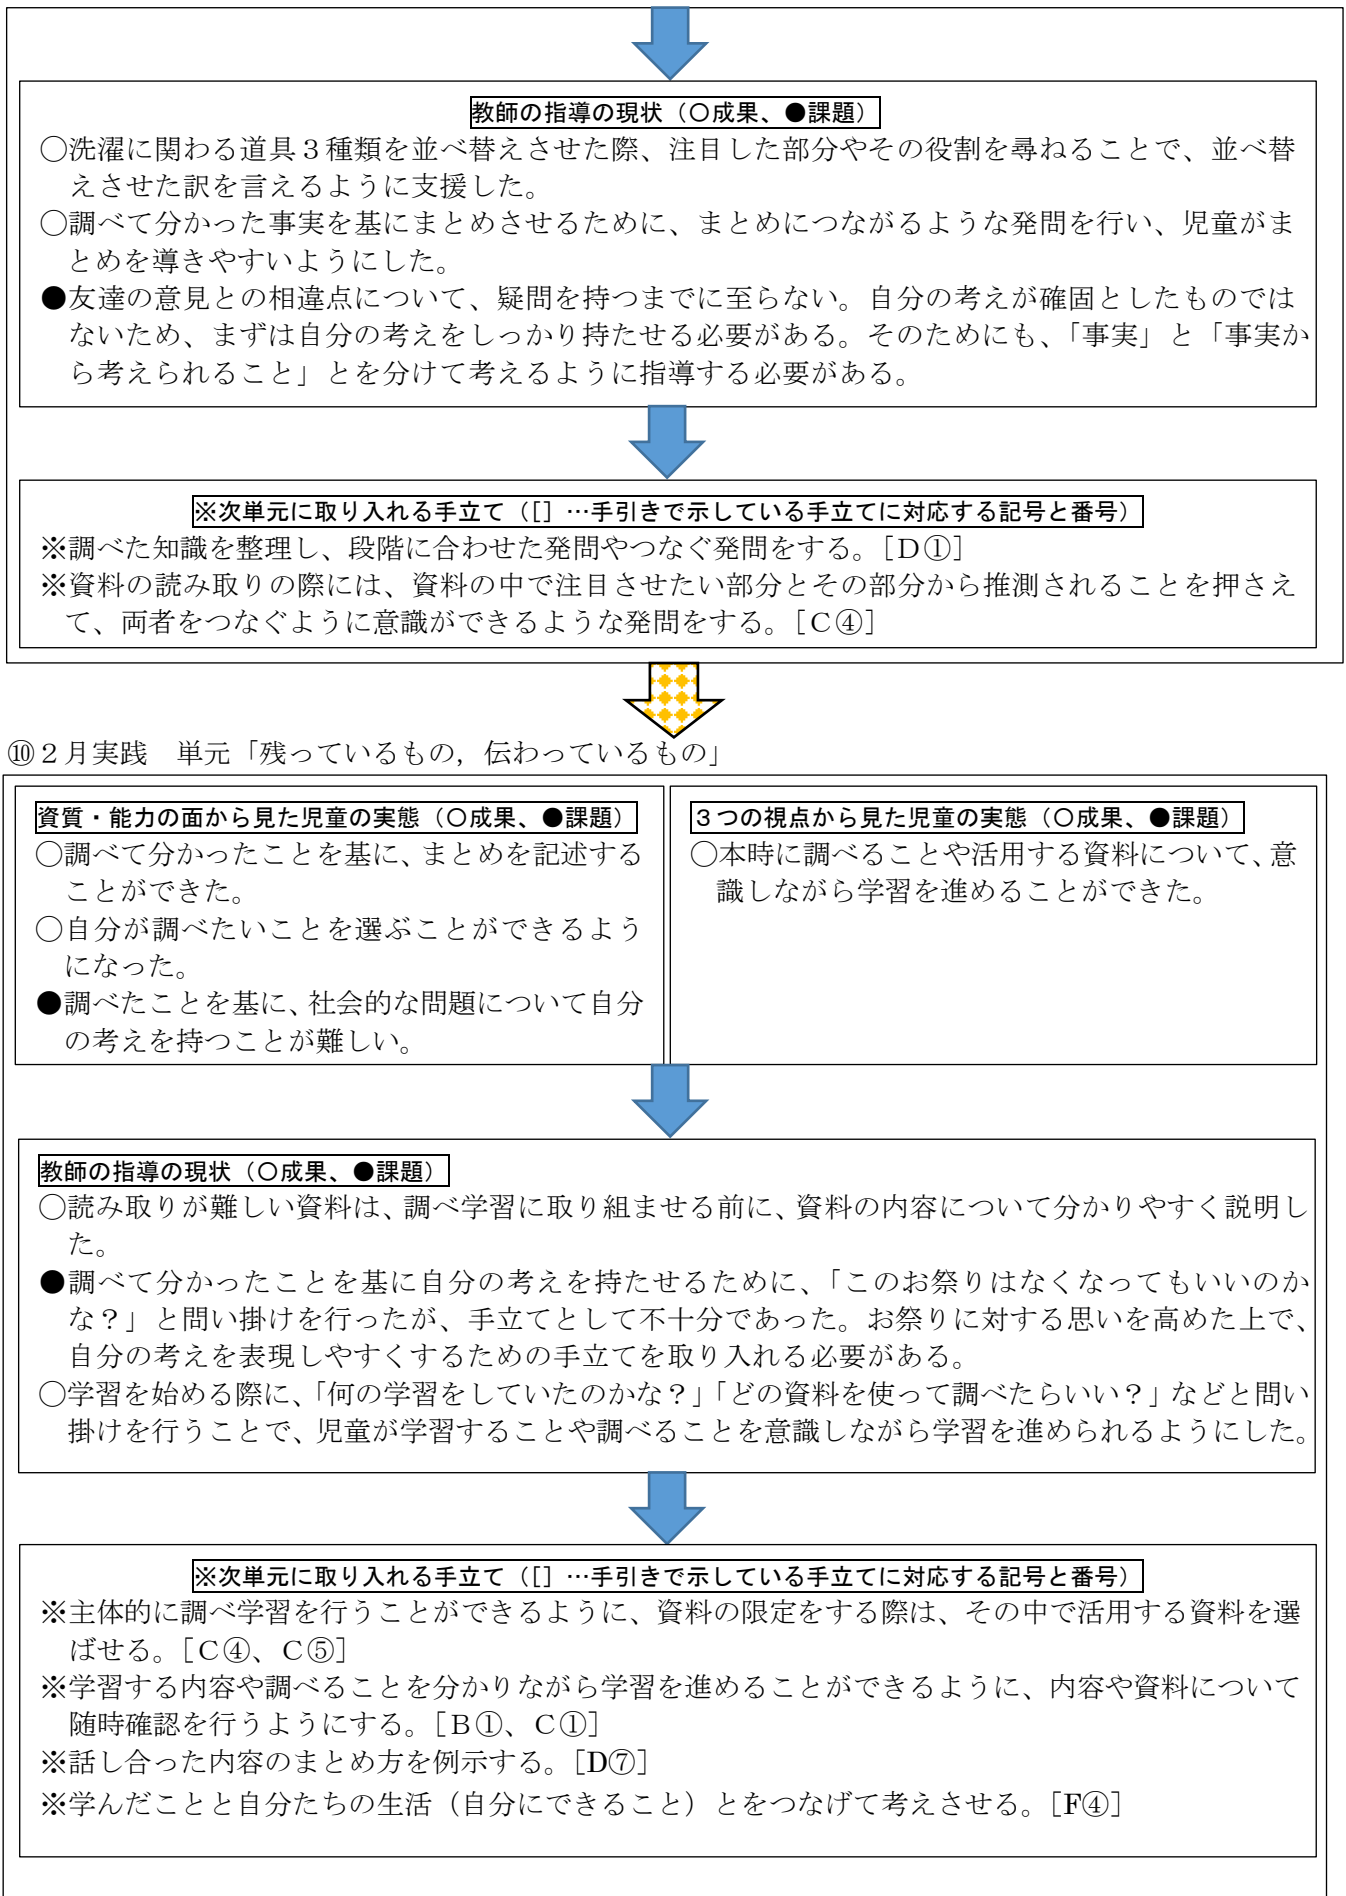 教師の指導の現状（○成果、●課題）
○洗濯に関わる道具３種類を並べ替えさせた際、注目した部分やその役割を尋ねることで、並べ替
えさせた訳を言えるように支援した。
○調べて分かった事実を基にまとめさせるために、まとめにつながるような発問を行い、児童がま
とめを導きやすいようにした。
●友達の意見との相違点について、疑問を持つまでに至らない。自分の考えが確固としたものでは
ないため、まずは自分の考えをしっかり持たせる必要がある。そのためにも、「事実」と「事実か
ら考えられること」とを分けて考えるように指導する必要がある。
※次単元に取り入れる手立て（[] …手引きで示している手立てに対応する記号と番号）
※調べた知識を整理し、段階に合わせた発問やつなぐ発問をする。［Ｄ①］
※資料の読み取りの際には、資料の中で注目させたい部分とその部分から推測されることを押さえ
て、両者をつなぐように意識ができるような発問をする。［Ｃ④］
⑩２月実践　単元「残っているもの，伝わっているもの」
資質・能力の面から見た児童の実態（○成果、●課題）
○調べて分かったことを基に、まとめを記述する
ことができた。
○自分が調べたいことを選ぶことができるよう
になった。
●調べたことを基に、社会的な問題について自分
の考えを持つことが難しい。
３つの視点から見た児童の実態（○成果、●課題）
○本時に調べることや活用する資料について、意
識しながら学習を進めることができた。
教師の指導の現状（○成果、●課題）
○読み取りが難しい資料は、調べ学習に取り組ませる前に、資料の内容について分かりやすく説明し
た。
●調べて分かったことを基に自分の考えを持たせるために、「このお祭りはなくなってもいいのか
な？」と問い掛けを行ったが、手立てとして不十分であった。お祭りに対する思いを高めた上で、
自分の考えを表現しやすくするための手立てを取り入れる必要がある。
○学習を始める際に、「何の学習をしていたのかな？」「どの資料を使って調べたらいい？」などと問い
掛けを行うことで、児童が学習することや調べることを意識しながら学習を進められるようにした。
※次単元に取り入れる手立て（[] …手引きで示している手立てに対応する記号と番号）
※主体的に調べ学習を行うことができるように、資料の限定をする際は、その中で活用する資料を選
ばせる。［Ｃ④、Ｃ⑤］
※学習する内容や調べることを分かりながら学習を進めることができるように、内容や資料について
随時確認を行うようにする。［Ｂ①、Ｃ①］
※話し合った内容のまとめ方を例示する。［D⑦］
※学んだことと自分たちの生活（自分にできること）とをつなげて考えさせる。［F④］